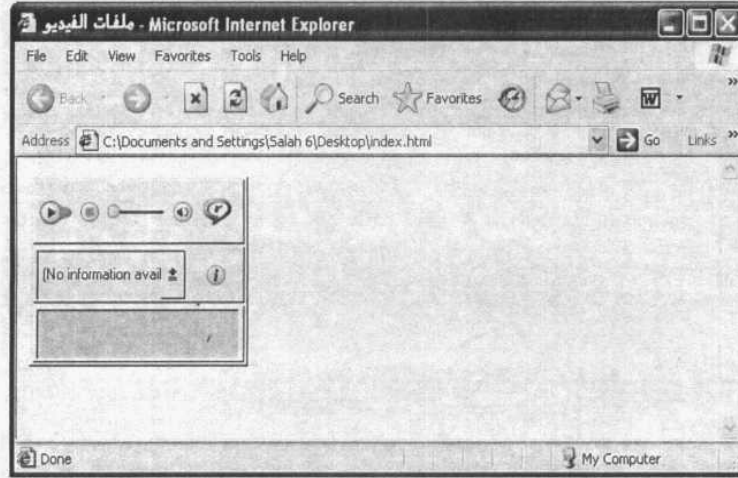 ملفات الفيديو - Microsoft Internet Explorer
File Edit View Favorites Tools Help
Back Search Favorites W »
Address C:\Documents and Settings\Salah 6\Desktop\index.html Go Links »
(No information avail
Done My Computer